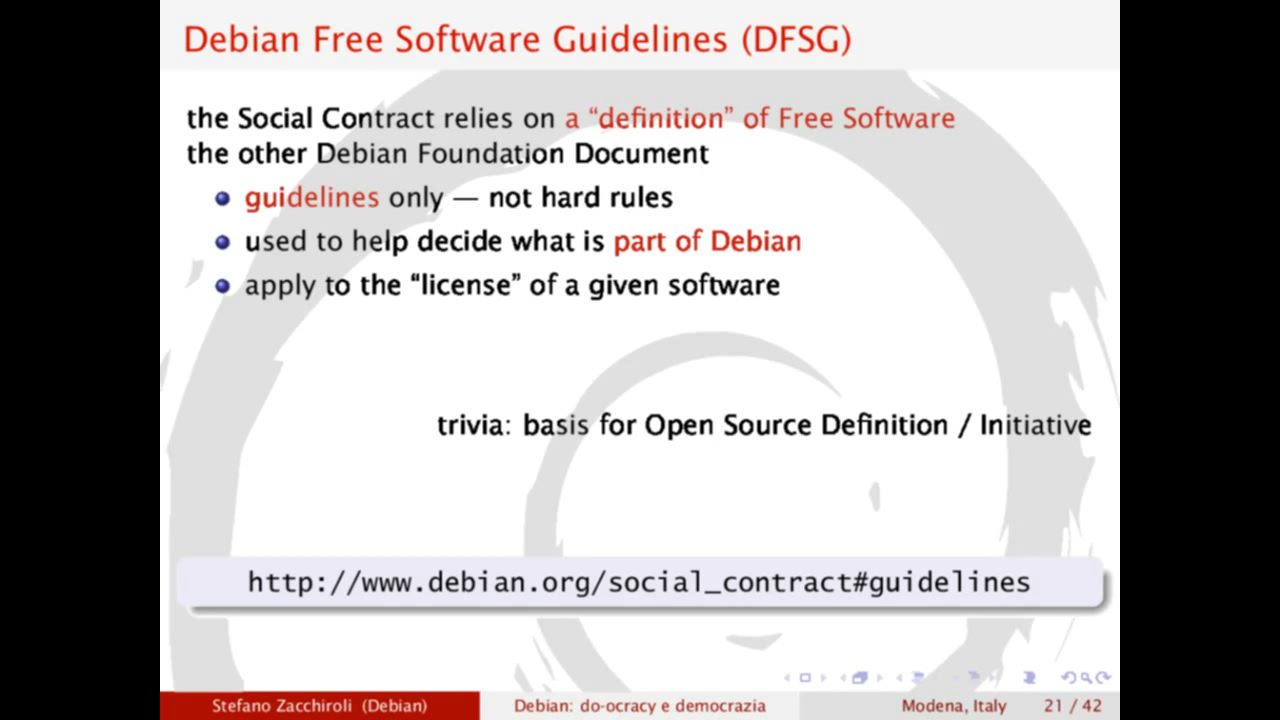 Debian Free Software Guidelines (DFSG)
the Social Contract relies on a “definition” of Free Software
the other Debian Foundation Document
guidelines only — not hard rules
used to help decide what is part of Debian
apply to the “license” of a given software
trivia: basis for Open Source Definition / Initiative
http://www.debian.org/social_contract#guidelines
Stefano Zacchiroli (Debian) Debian: do-ocracy e democrazia Modena, Italy 21 / 42